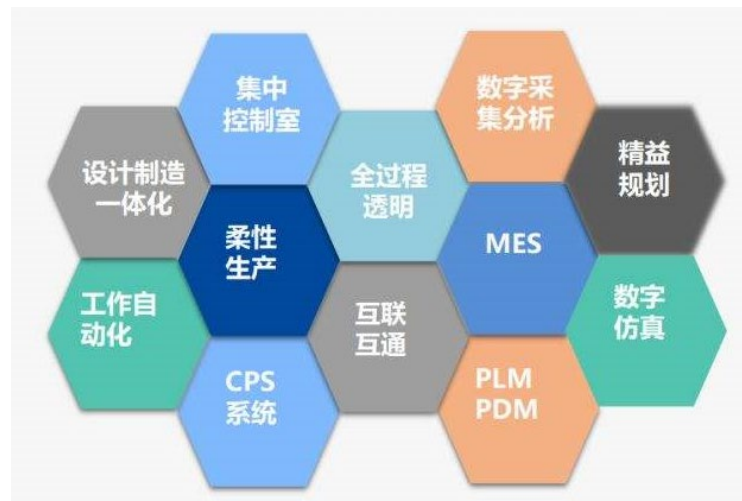 集中
控制室
数字采
集分析
设计制造
一体化
全过程
透明
精益
规划
柔性
生产
MES
工作自
动化
互联
互通
数字
仿真
CPS
系统
PLM
PDM